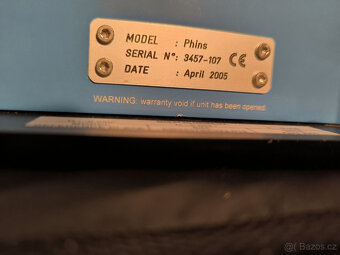 MODEL : Phins
SERIAL N°: 3457-107 CE
DATE : April 2005
WARNING: warranty void if unit has been opened.
© Bazos.cz